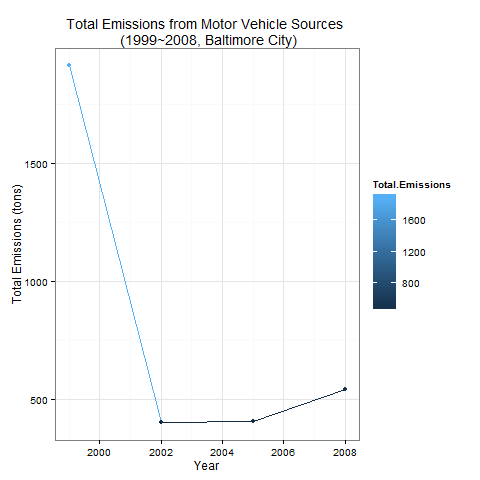 Total Emissions from Motor Vehicle Sources
(1999~2008, Baltimore City)
Total Emissions (tons)
1500
1000
500
2000
2002
2004
2006
2008
Year
Total.Emissions
1600
1200
800